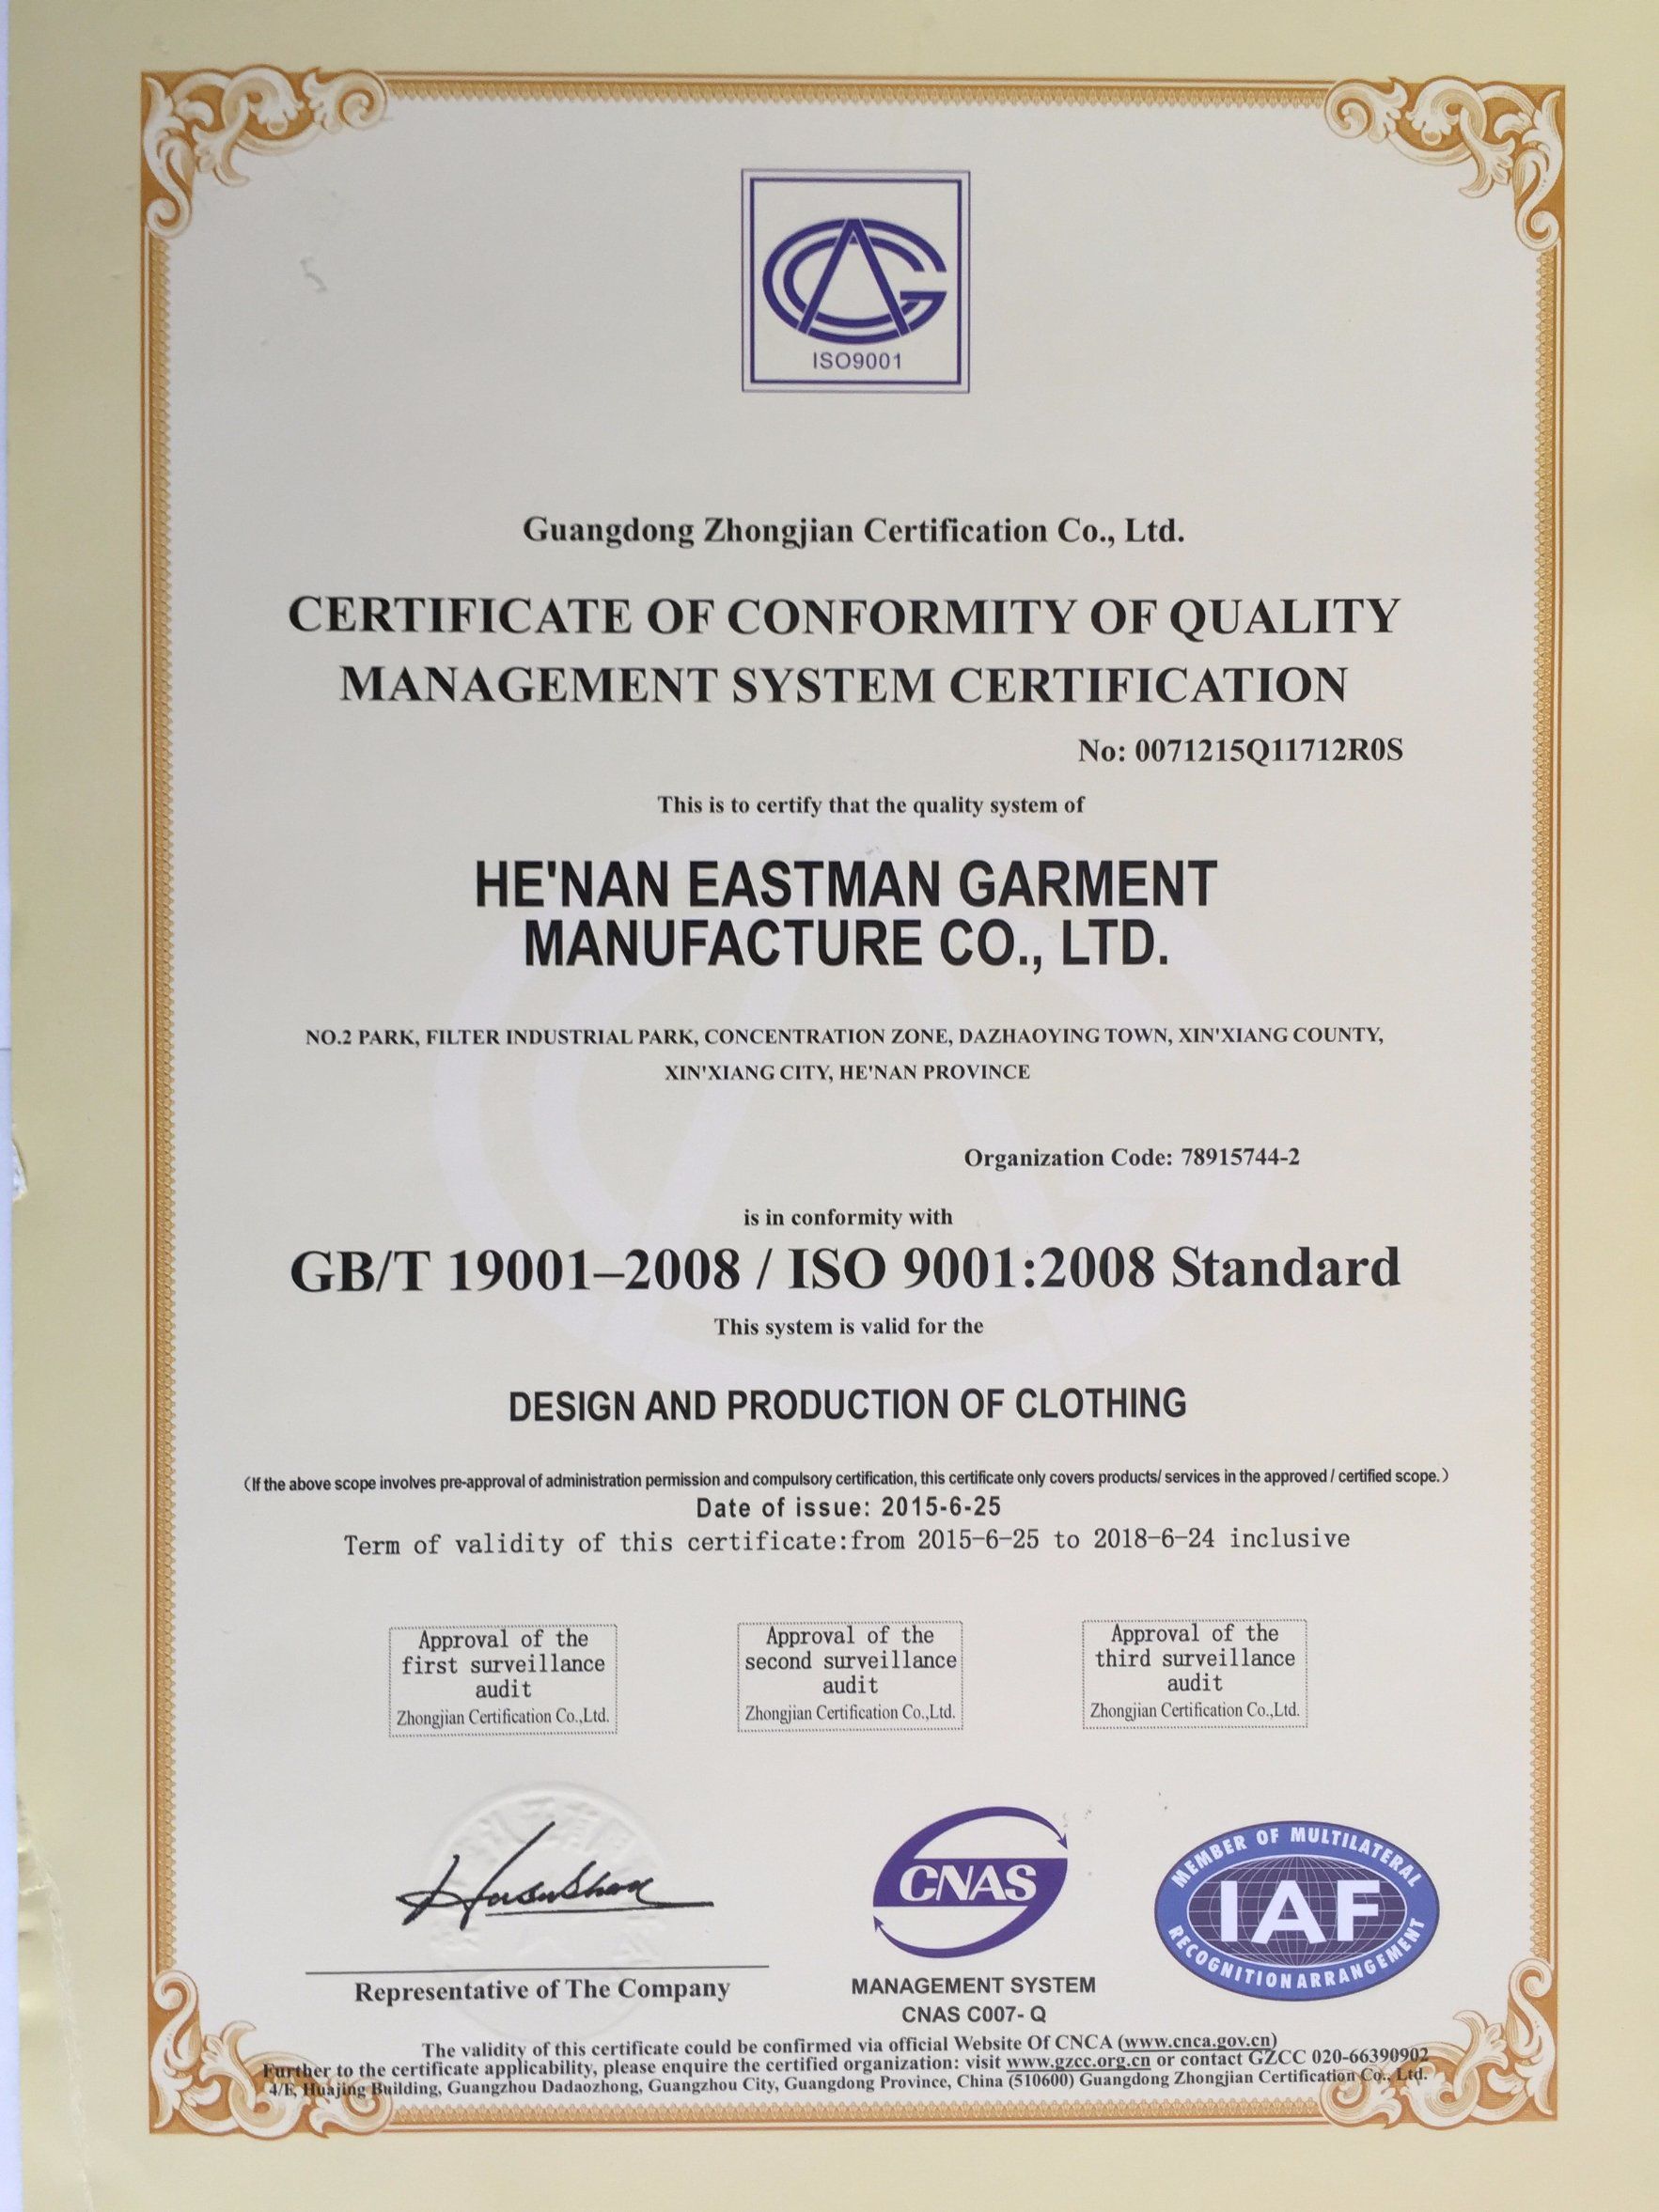 ISO9001
Guangdong Zhongjian Certification Co., Ltd.
CERTIFICATE OF CONFORMITY OF QUALITY
MANAGEMENT SYSTEM CERTIFICATION
No: 0071215Q11712R0S
This is to certify that the quality system of
HE'NAN EASTMAN GARMENT
MANUFACTURE CO., LTD.
NO.2 PARK, FILTER INDUSTRIAL PARK, CONCENTRATION ZONE, DAZHAOYING TOWN, XIN'XIANG COUNTY,
XIN'XIANG CITY, HE'NAN PROVINCE
Organization Code: 78915744-2
is in conformity with
GB/T 19001–2008 / ISO 9001:2008 Standard
This system is valid for the
DESIGN AND PRODUCTION OF CLOTHING
(If the above scope involves pre-approval of administration permission and compulsory certification, this certificate only covers products/ services in the approved / certified scope.)
Date of issue: 2015-6-25
Term of validity of this certificate:from 2015-6-25 to 2018-6-24 inclusive
Approval of the
first surveillance
audit
Zhongjian Certification Co.,Ltd.
Approval of the
second surveillance
audit
Zhongjian Certification Co.,Ltd.
Approval of the
third surveillance
audit
Zhongjian Certification Co.,Ltd.
Representative of The Company
CNAS
MANAGEMENT SYSTEM
CNAS C007- Q
MEMBER OF MULTILATERAL
IAF
RECOGNITION ARRANGEMENT
The validity of this certificate could be confirmed via official Website Of CNCA (www.cnca.gov.cn)
Further to the certificate applicability, please enquire the certified organization: visit www.gzcc.org.cn or contact GZCC 020-66390902
4/F, Huajing Building, Guangzhou Dadaozhong, Guangzhou City, Guangdong Province, China (510600) Guangdong Zhongjian Certification Co., Ltd.